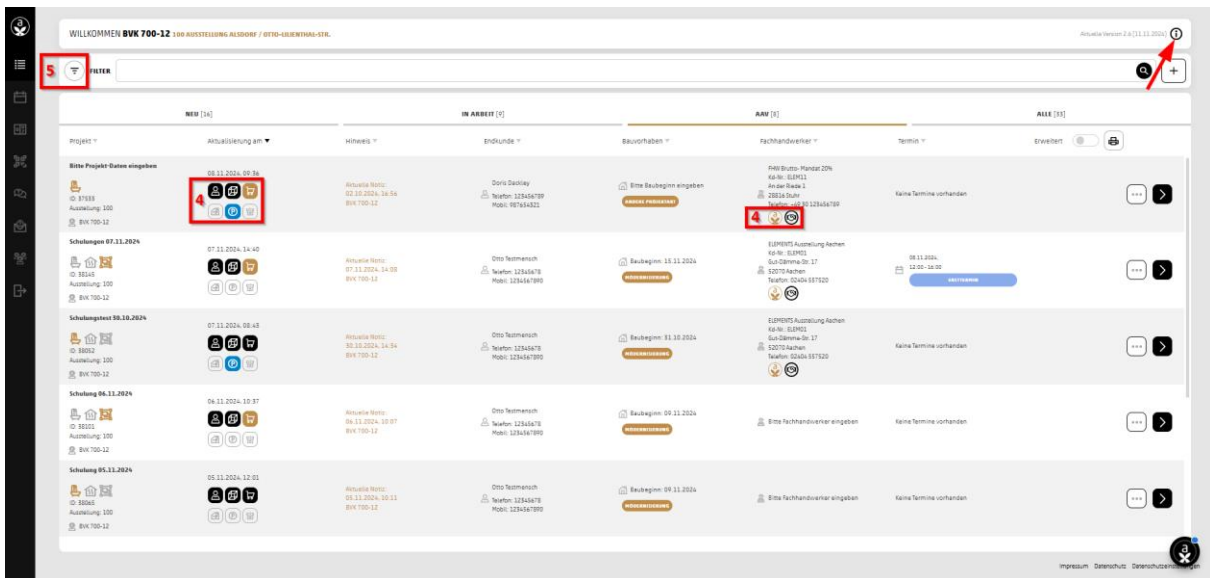 WILLKOMMEN BVK 700-12 100 AUSSTELLUNG ALSDORF / OTTO-LILIENTHAL-STR.
Aktuelle Version 2.6 [11.11.2024]
5
FILTER
NEU [16]
IN ARBEIT [9]
AAV [8]
ALLE [33]
Projekt
Aktualisierung am
Hinweis
Endkunde
Bauvorhaben
Fachhandwerker
Termin
Erweitert
Bitte Projekt-Daten eingeben
ID: 37533
Ausstellung: 100
BVK 700-12
08.11.2024, 09:36
4
Aktuelle Notiz:
02.10.2024, 16:56
BVK 700-12
Doris Dackley
Telefon: 123456789
Mobil: 987654321
Bitte Baubeginn eingeben
FHW Brutto- Mandat 20%
Kd-Nr.: ELEM11
An der Riede 1
28816 Stuhr
Telefon: +49 30 123456789
4
Keine Termine vorhanden
Schulungen 07.11.2024
ID: 38145
Ausstellung: 100
BVK 700-12
07.11.2024, 14:40
Aktuelle Notiz:
07.11.2024, 14:08
BVK 700-12
Otto Testmensch
Telefon: 12345678
Mobil: 1234567890
Baubeginn: 15.11.2024
MODERNISIERUNG
ELEMENTS Ausstellung Aachen
Kd-Nr.: ELEM01
Gut-Dämme-Str. 17
52070 Aachen
Telefon: 02404 557520
08.11.2024,
12:00 - 16:00
Schulungstest 30.10.2024
ID: 38052
Ausstellung: 100
BVK 700-12
07.11.2024, 08:43
Aktuelle Notiz:
30.10.2024, 14:54
BVK 700-12
Otto Testmensch
Telefon: 12345678
Mobil: 1234567890
Baubeginn: 31.10.2024
MODERNISIERUNG
ELEMENTS Ausstellung Aachen
Kd-Nr.: ELEM01
Gut-Dämme-Str. 17
52070 Aachen
Telefon: 02404 557520
Keine Termine vorhanden
Schulung 06.11.2024
ID: 38101
Ausstellung: 100
BVK 700-12
06.11.2024, 10:37
Aktuelle Notiz:
06.11.2024, 10:07
BVK 700-12
Otto Testmensch
Telefon: 12345678
Mobil: 1234567890
Baubeginn: 09.11.2024
MODERNISIERUNG
Bitte Fachhandwerker eingeben
Keine Termine vorhanden
Schulung 05.11.2024
ID: 38065
Ausstellung: 100
BVK 700-12
05.11.2024, 12:01
Aktuelle Notiz:
05.11.2024, 10:11
BVK 700-12
Otto Testmensch
Telefon: 12345678
Mobil: 1234567890
Baubeginn: 09.11.2024
MODERNISIERUNG
Bitte Fachhandwerker eingeben
Keine Termine vorhanden
Impressum Datenschutz